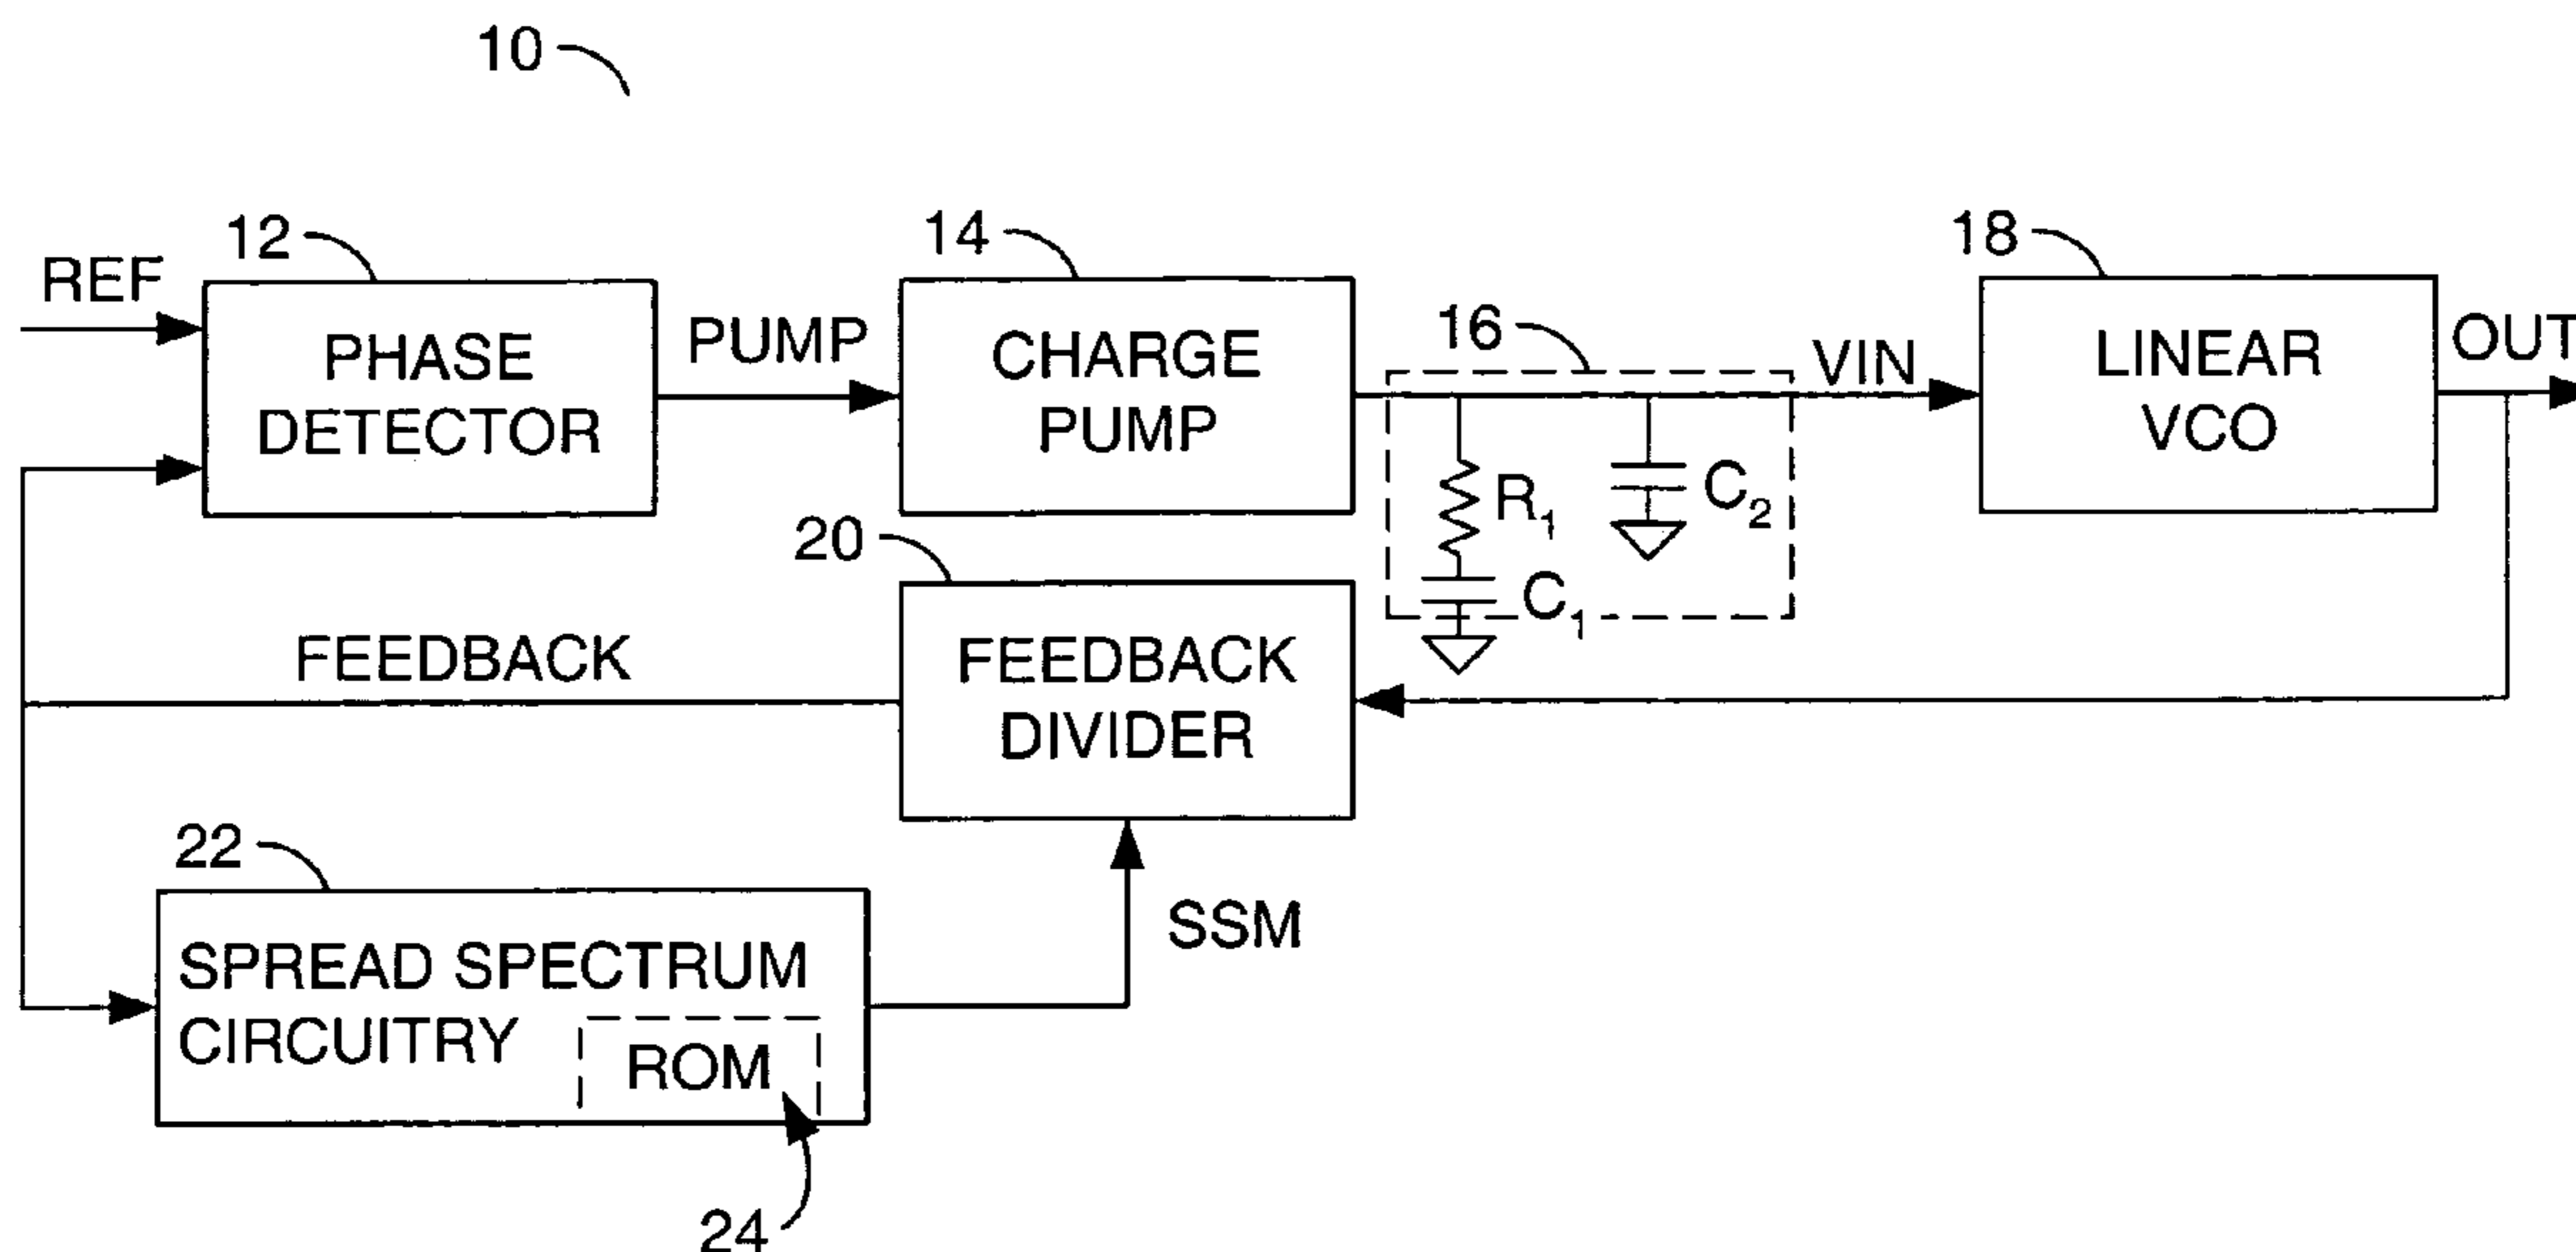 10
12
14
18
REF
PUMP
16
VIN
OUT
PHASE
DETECTOR
CHARGE
PUMP
LINEAR
VCO
R1
C2
20
C1
FEEDBACK
FEEDBACK
DIVIDER
22
SSM
SPREAD SPECTRUM
CIRCUITRY
ROM
24